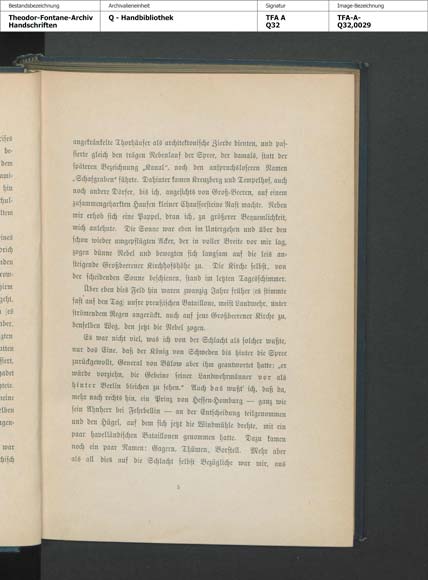 Bestandsbezeichnung
Theodor-Fontane-Archiv
Handschriften
Archivalieneinheit
Q - Handbibliothek
Signatur
TFA A
Q32
Image-Bezeichnung
TFA-A-
Q32,0029
angekränkelte Thorhäuser als architektonische Zierde dienten, und pas-
sierte gleich den trägen Nebenlauf der Spree, der damals, statt der
späteren Bezeichnung „Kanal“, noch den anspruchsloseren Namen
„Schafgraben“ führte. Dahinter kamen Kreuzberg und Tempelhof, auch
noch andere Dörfer, bis ich, angesichts von Groß-Beeren, auf einem
zusammengeharkten Haufen kleiner Chausseesteine Rast machte. Neben
mir erhob sich eine Pappel, dran ich, zu größerer Bequemlichkeit,
mich anlehnte. Die Sonne war eben im Untergehen und über den
schon wieder umgepflügten Acker, der in voller Breite vor mir lag,
zogen dünne Nebel und bewegten sich langsam auf die leis an-
steigende Großbeerener Kirchhofshöhe zu. Die Kirche selbst, von
der scheidenden Sonne beschienen, stand im letzten Tagesschimmer.
Über eben dies Feld hin waren zwanzig Jahre früher (es stimmte
fast auf den Tag) unsre preußischen Bataillone, meist Landwehr, unter
strömendem Regen angerückt, auch auf jene Großbeerener Kirche zu,
denselben Weg, den jetzt die Nebel zogen.
Es war nicht viel, was ich von der Schlacht als solcher wußte,
nur das Eine, daß der König von Schweden bis hinter die Spree
zurückgewollt, General von Bülow aber ihm geantwortet hatte: „er
würde vorziehn, die Gebeine seiner Landwehrmänner vor als
hinter Berlin bleichen zu sehen.“ Auch das wußt' ich, daß da,
mehr nach rechts hin, ein Prinz von Hessen-Homburg — ganz wie
sein Ahnherr bei Fehrbellin — an der Entscheidung teilgenommen
und den Hügel, auf dem sich jetzt die Windmühle drehte, mit ein
paar havelländischen Bataillonen genommen hatte. Dazu kamen
noch ein paar Namen: Gagern, Thümen, Borstell. Mehr aber
als all dies auf die Schlacht selbst Bezügliche war mir, aus